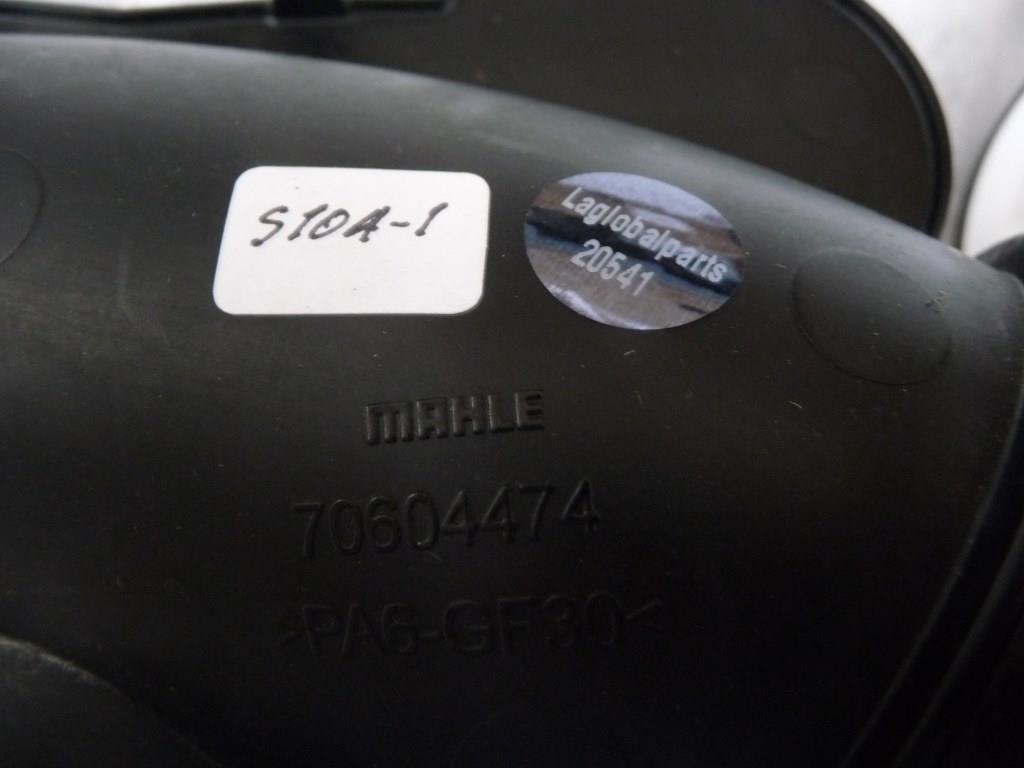 S10A-1
Laglobalparts
20541
MAHLE
70604474
>PA6-GF30<